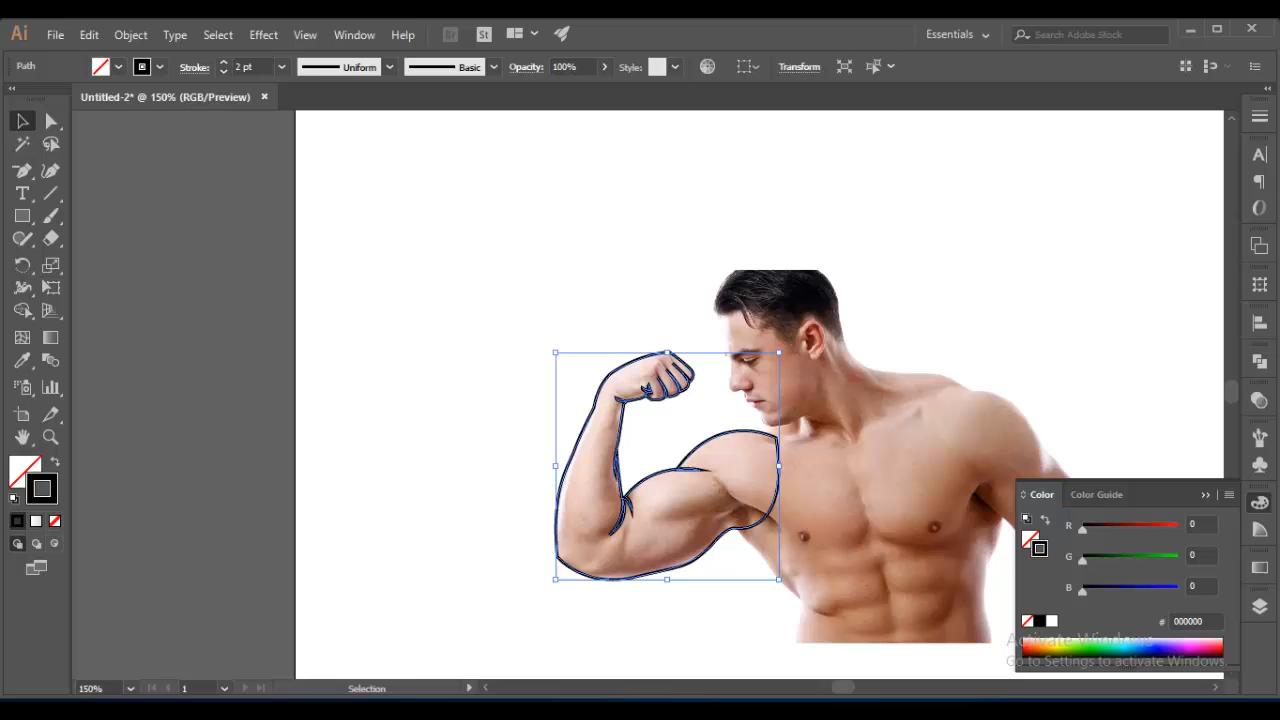 Ai File Edit Object Type Select Effect View Window Help Br St Essentials Search Adobe Stock
Path Stroke: 2 pt Uniform Basic Opacity: 100% Style: Transform
Untitled-2* @ 150% (RGB/Preview)
Color Color Guide
R 0
G 0
B 0
# 000000
Activate Windows
Go to Settings to activate Windows.
150% 1 Selection